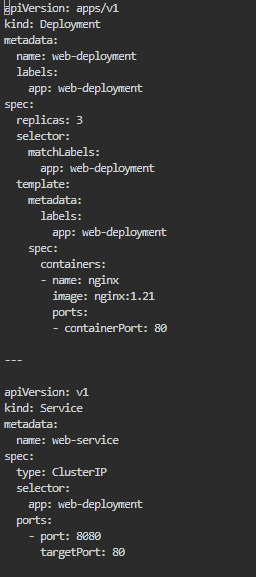 apiVersion: apps/v1
kind: Deployment
metadata:
  name: web-deployment
  labels:
    app: web-deployment
spec:
  replicas: 3
  selector:
    matchLabels:
      app: web-deployment
  template:
    metadata:
      labels:
        app: web-deployment
    spec:
      containers:
      - name: nginx
        image: nginx:1.21
        ports:
        - containerPort: 80

---

apiVersion: v1
kind: Service
metadata:
  name: web-service
spec:
  type: ClusterIP
  selector:
    app: web-deployment
  ports:
    - port: 8080
      targetPort: 80